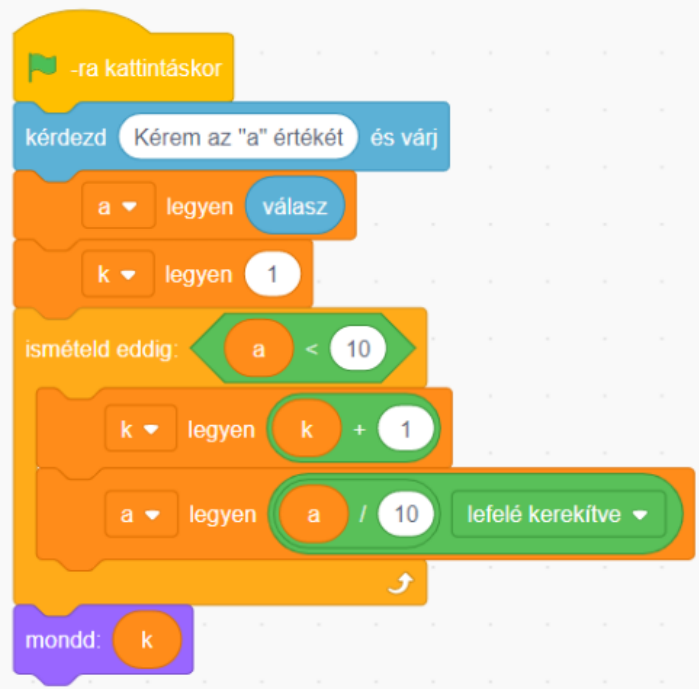 -ra kattintáskor
kérdezd Kérem az "a" értékét és várj
a legyen válasz
k legyen 1
ismételd eddig: a < 10
k legyen k + 1
a legyen a / 10 lefelé kerekítve
mondd: k